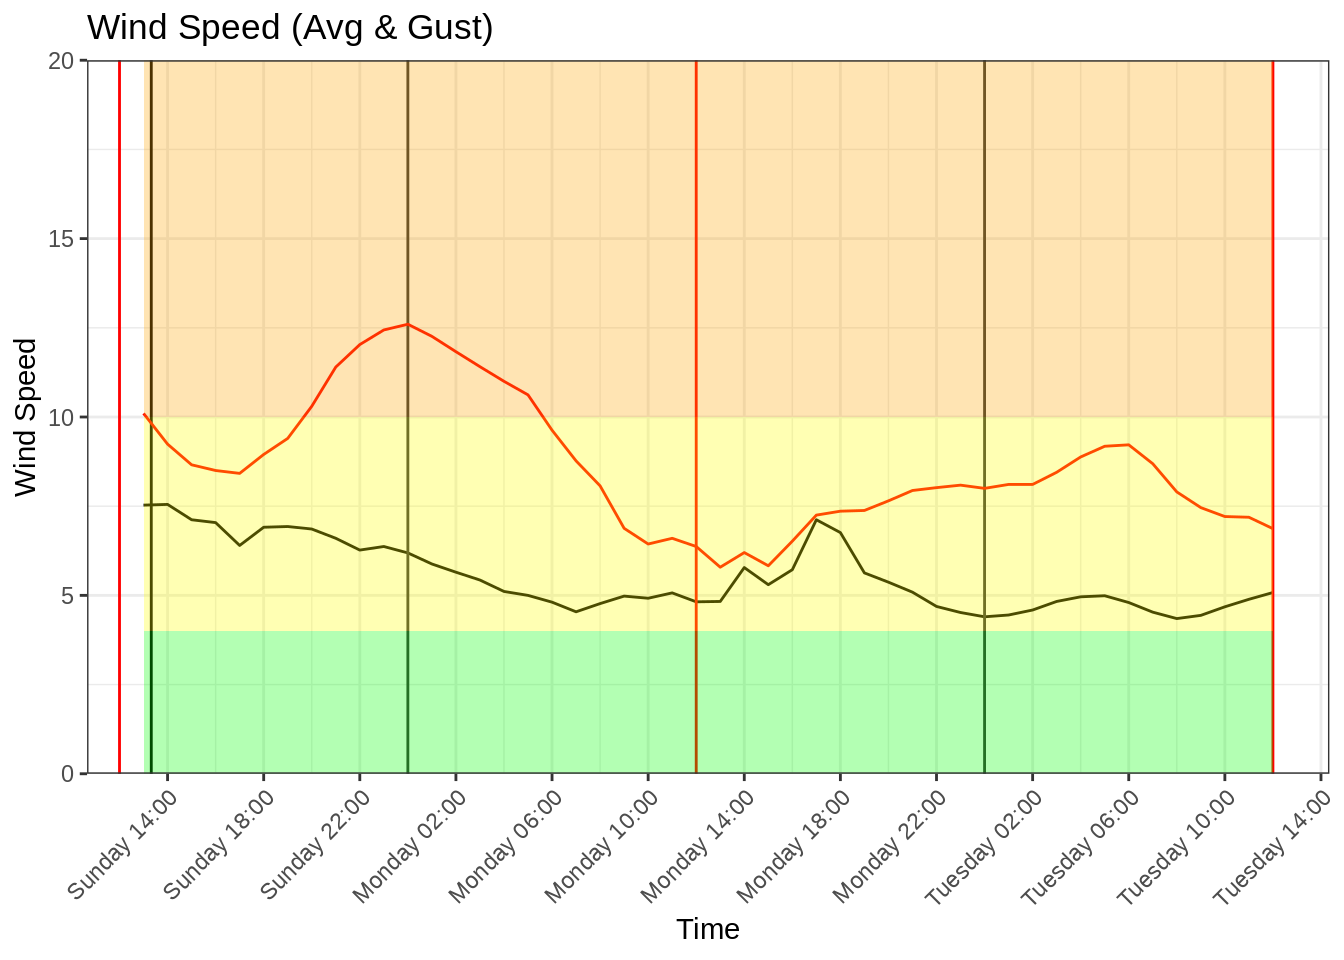 Wind Speed (Avg & Gust)
20
15
10
5
0
Wind Speed
Sunday 14:00
Sunday 18:00
Sunday 22:00
Monday 02:00
Monday 06:00
Monday 10:00
Monday 14:00
Monday 18:00
Monday 22:00
Tuesday 02:00
Tuesday 06:00
Tuesday 10:00
Tuesday 14:00
Time